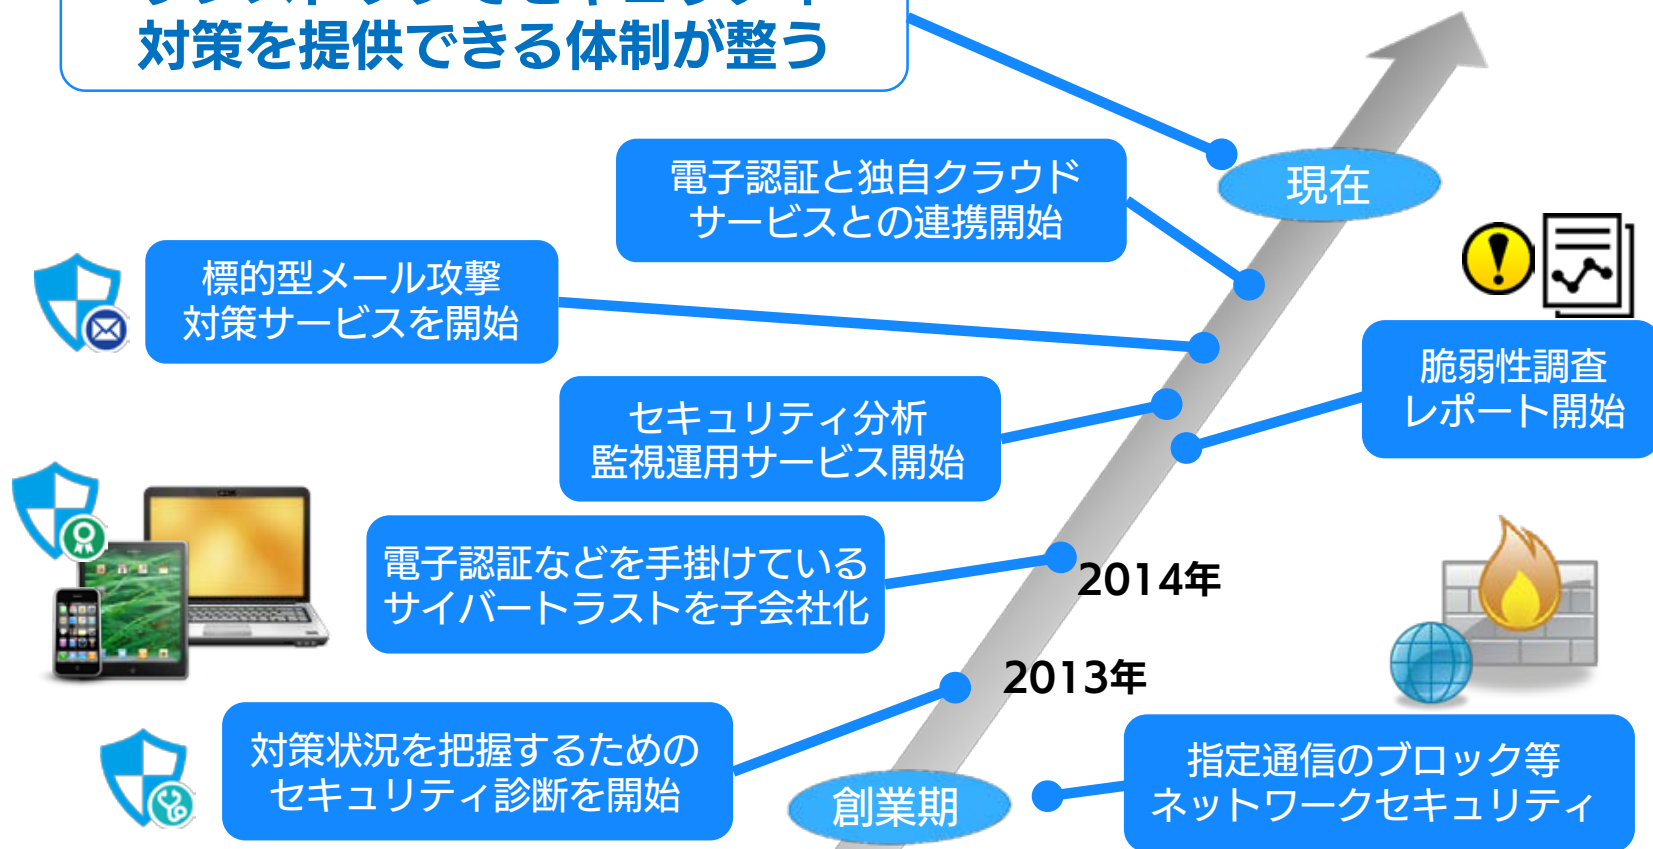 対策を提供できる体制が整う
電子認証と独自クラウド
サービスとの連携開始
現在
標的型メール攻撃
対策サービスを開始
脆弱性調査
レポート開始
セキュリティ分析
監視運用サービス開始
電子認証などを手掛けている
サイバートラストを子会社化
2014年
2013年
対策状況を把握するための
セキュリティ診断を開始
創業期
指定通信のブロック等
ネットワークセキュリティ